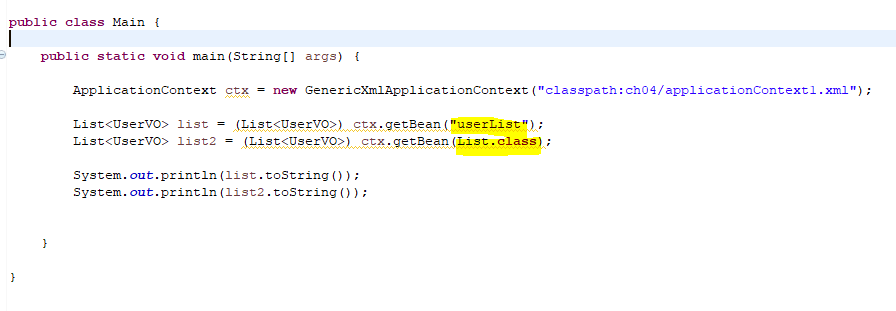 public class Main {
public static void main(String[] args) {
ApplicationContext ctx = new GenericXmlApplicationContext("classpath:ch04/applicationContext1.xml");
List<UserVO> list = (List<UserVO>) ctx.getBean("userList");
List<UserVO> list2 = (List<UserVO>) ctx.getBean(List.class);
System.out.println(list.toString());
System.out.println(list2.toString());
}
}